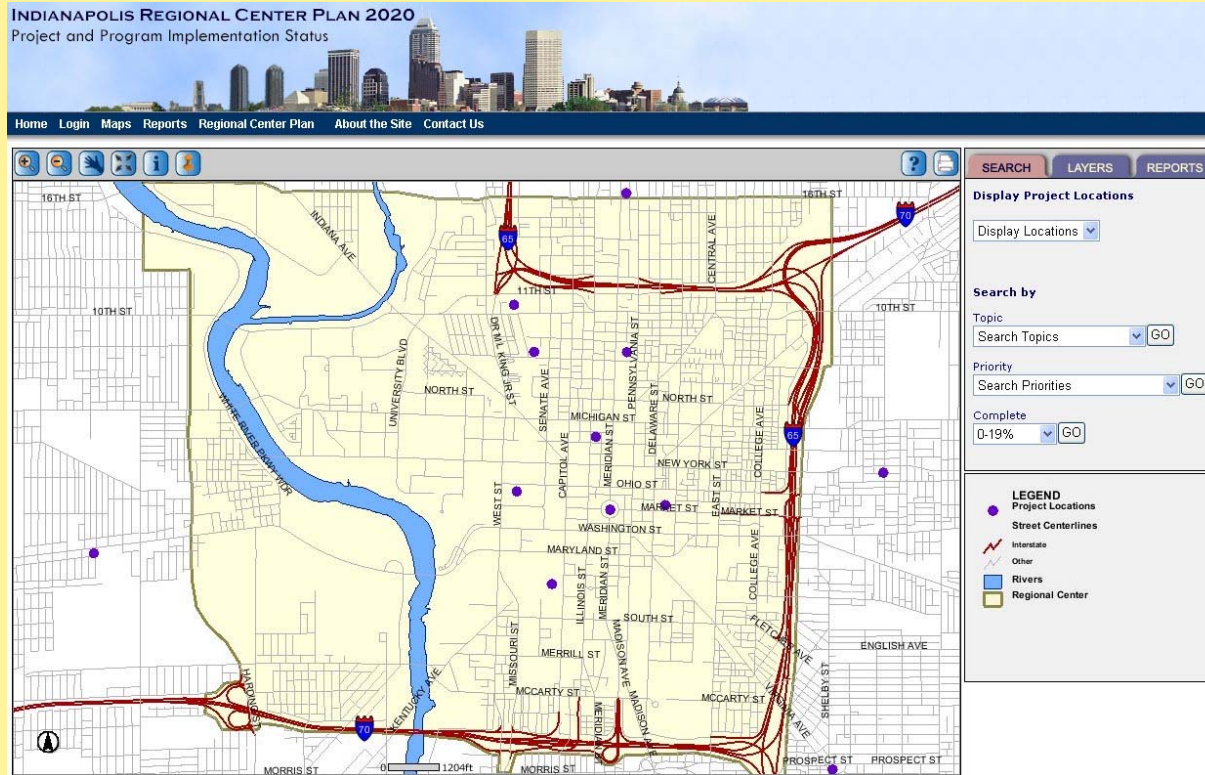 INDIANAPOLIS REGIONAL CENTER PLAN 2020
Project and Program Implementation Status
Home Login Maps Reports Regional Center Plan About the Site Contact Us
? SEARCH LAYERS REPORTS
16TH ST
16TH ST
INDIANA AVE
65
70
CENTRAL AVE
11TH ST
10TH ST
10TH ST
DR M L KING JR ST
PENNSYLVANIA ST
UNIVERSITY BLVD
SENATE AVE
NORTH ST
NORTH ST
MICHIGAN ST
DELAWARE ST
COLLEGE AVE
65
WHITE RIVER PKWY W DR
CAPITOL AVE
MERIDIAN ST
NEW YORK ST
OHIO ST
EAST ST
WEST ST
MARKET ST
MARKET ST
WASHINGTON ST
MARYLAND ST
COLLEGE AVE
ILLINOIS ST
MERIDIAN ST
SOUTH ST
FLETCHER AVE
ENGLISH AVE
MISSOURI ST
MERRILL ST
MADISON AVE
SHELBY ST
MCCARTY ST
MCCARTY ST
VIRGINIA AVE
HARDING ST
KENTUCKY AVE
MADISON AVE
70
PROSPECT ST
PROSPECT ST
MORRIS ST
0 1204ft
MORRIS ST
Display Project Locations
Display Locations
Search by
Topic
Search Topics GO
Priority
Search Priorities GO
Complete
0-19% GO
LEGEND
Project Locations
Street Centerlines
Interstate
Other
Rivers
Regional Center